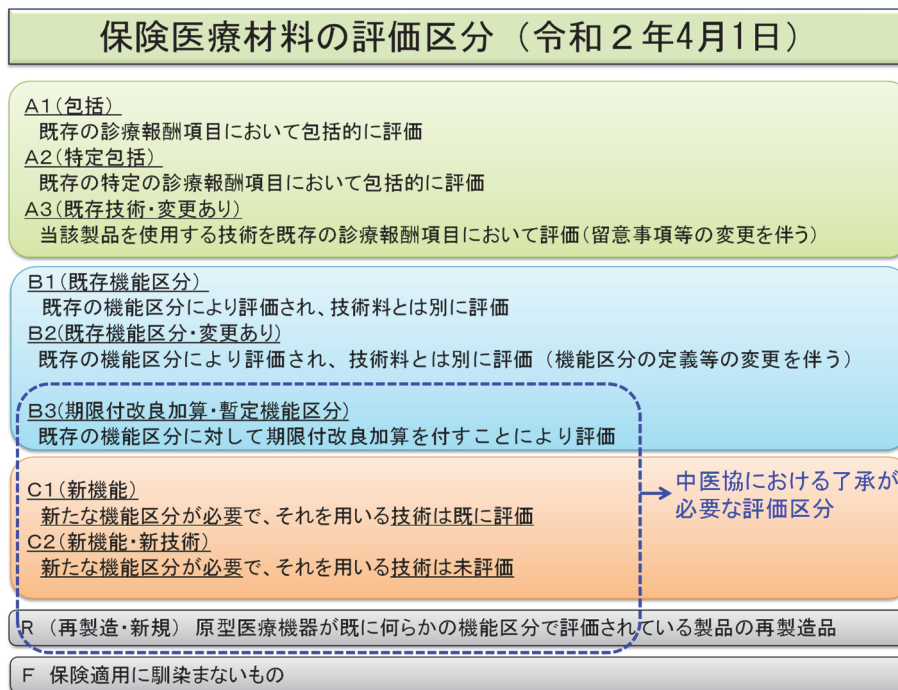 保険医療材料の評価区分（令和２年4月1日）
A1(包括)
既存の診療報酬項目において包括的に評価
A2(特定包括)
既存の特定の診療報酬項目において包括的に評価
A3(既存技術・変更あり)
当該製品を使用する技術を既存の診療報酬項目において評価(留意事項等の変更を伴う)
B1(既存機能区分)
既存の機能区分により評価され、技術料とは別に評価
B2(既存機能区分・変更あり)
既存の機能区分により評価され、技術料とは別に評価（機能区分の定義等の変更を伴う）
B3(期限付改良加算・暫定機能区分)
既存の機能区分に対して期限付改良加算を付すことにより評価
C1(新機能)
新たな機能区分が必要で、それを用いる技術は既に評価
C2(新機能・新技術)
新たな機能区分が必要で、それを用いる技術は未評価
中医協における了承が
必要な評価区分
R （再製造・新規） 原型医療機器が既に何らかの機能区分で評価されている製品の再製造品
F 保険適用に馴染まないもの